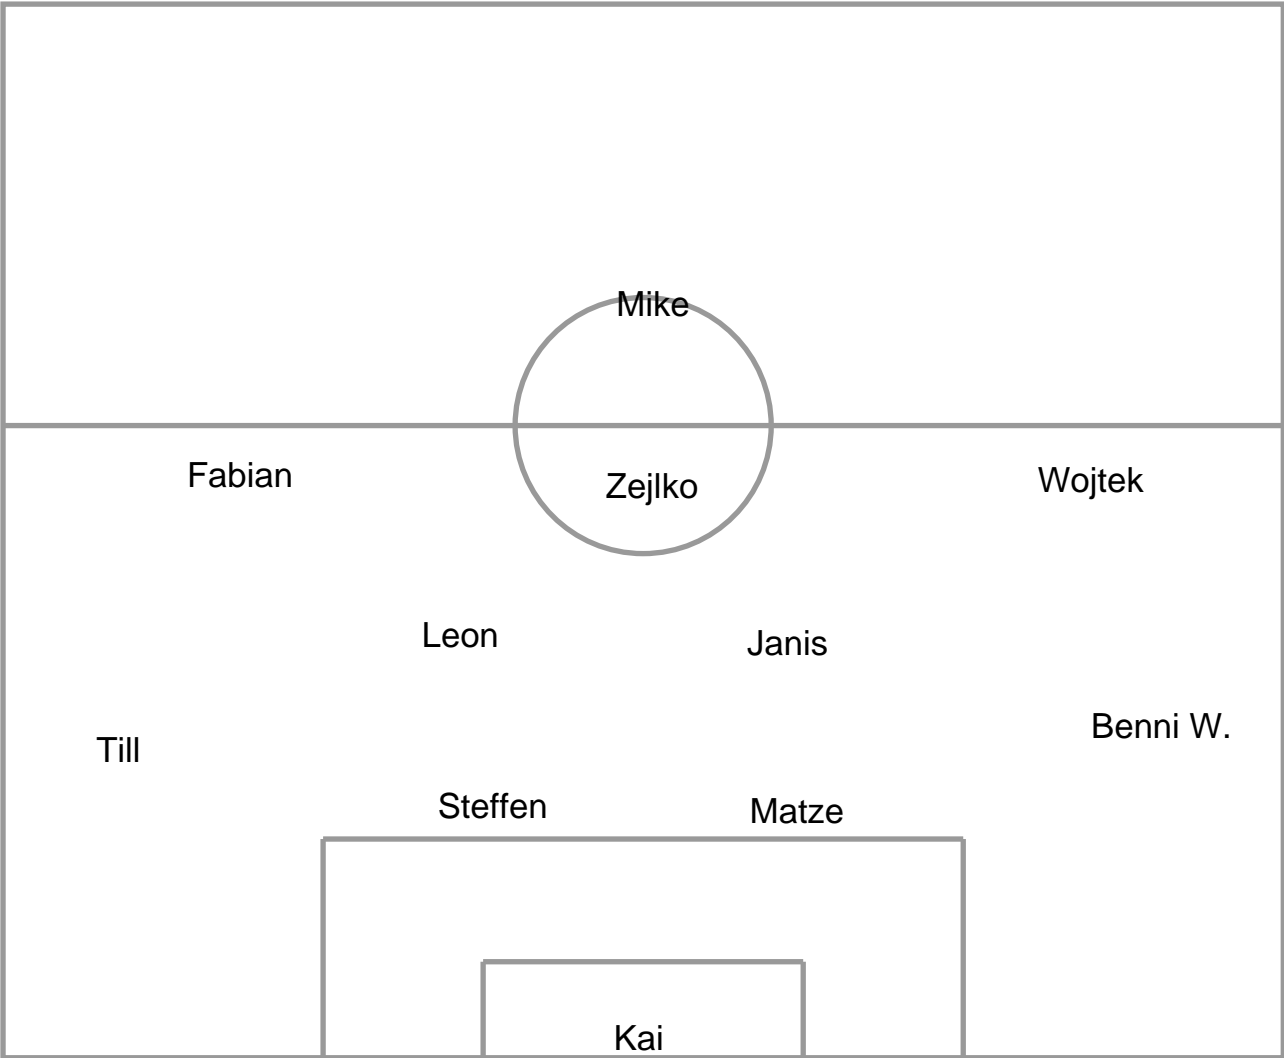 Mike
Fabian
Zejlko
Wojtek
Leon
Janis
Till
Benni W.
Steffen
Matze
Kai